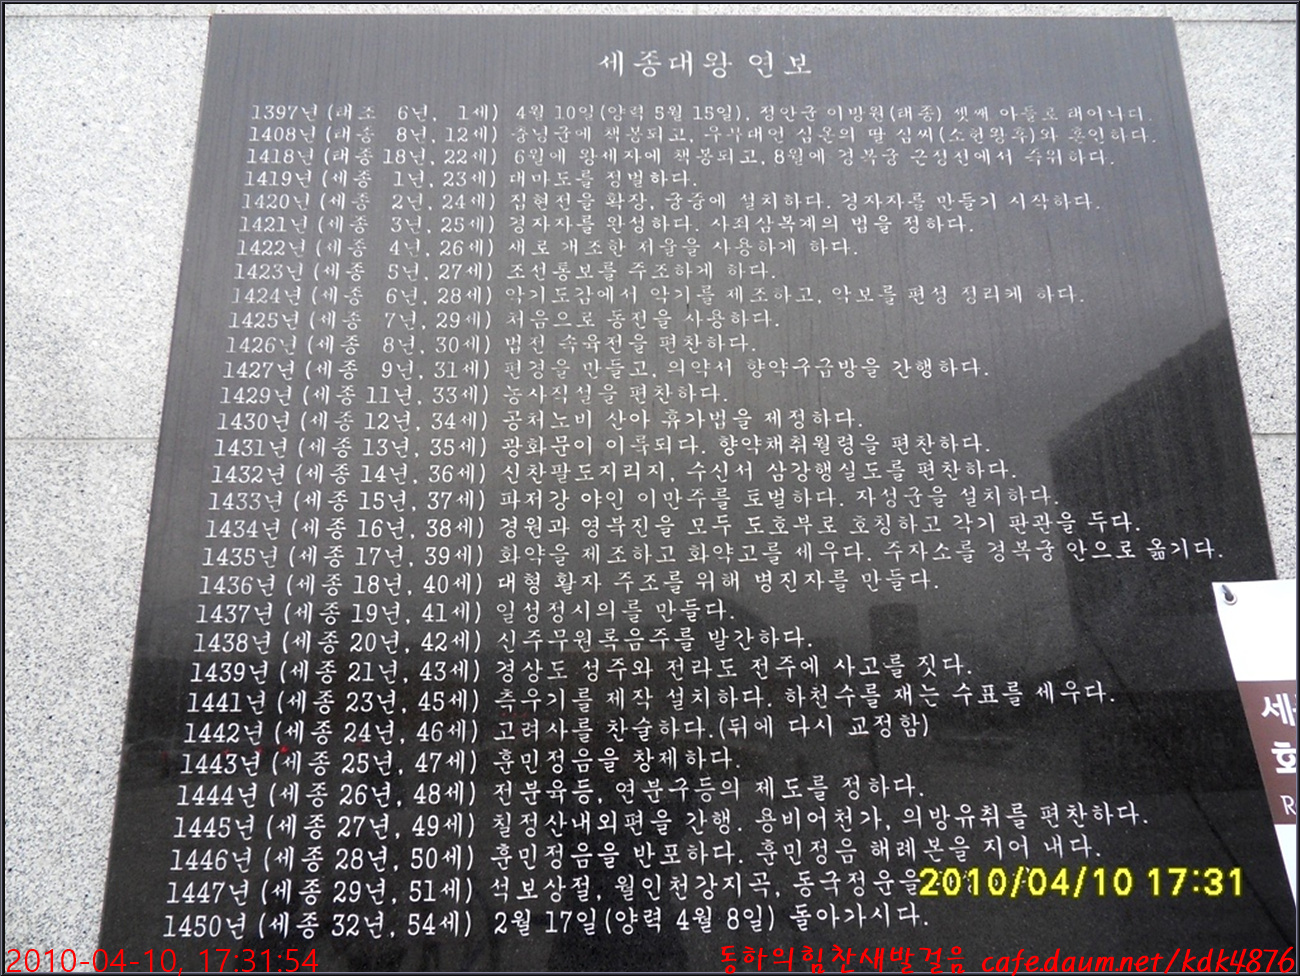 세종대왕 연보
1397년 (태조 6년, 1세) 4월 10일(양력 5월 15일), 정안군 이방원(태종) 셋째 아들로 태어나다.
1408년 (태종 8년, 12세) 충녕군에 책봉되고, 우부대언 심온의 딸 심씨(소헌왕후)와 혼인하다.
1418년 (태종 18년, 22세) 6월에 왕세자에 책봉되고, 8월에 경복궁 근정전에서 즉위하다.
1419년 (세종 1년, 23세) 대마도를 정벌하다.
1420년 (세종 2년, 24세) 집현전을 확장, 궁중에 설치하다. 경자자를 만들기 시작하다.
1421년 (세종 3년, 25세) 경자자를 완성하다. 사죄삼복계의 법을 정하다.
1422년 (세종 4년, 26세) 새로 개조한 저울을 사용하게 하다.
1423년 (세종 5년, 27세) 조선통보를 주조하게 하다.
1424년 (세종 6년, 28세) 악기도감에서 악기를 제조하고, 악보를 편성 정리케 하다.
1425년 (세종 7년, 29세) 처음으로 동전을 사용하다.
1426년 (세종 8년, 30세) 법전 속육전을 편찬하다.
1427년 (세종 9년, 31세) 편경을 만들고, 의약서 향약구급방을 간행하다.
1429년 (세종 11년, 33세) 농사직설을 편찬하다.
1430년 (세종 12년, 34세) 공처노비 산아 휴가법을 제정하다.
1431년 (세종 13년, 35세) 광화문이 이룩되다. 향약채취월령을 편찬하다.
1432년 (세종 14년, 36세) 신찬팔도지리지, 수신서 삼강행실도를 편찬하다.
1433년 (세종 15년, 37세) 파저강 야인 이만주를 토벌하다. 자성군을 설치하다.
1434년 (세종 16년, 38세) 경원과 영북진을 모두 도호부로 호칭하고 각기 판관을 두다.
1435년 (세종 17년, 39세) 화약을 제조하고 화약고를 세우다. 주자소를 경복궁 안으로 옮기다.
1436년 (세종 18년, 40세) 대형 활자 주조를 위해 병진자를 만들다.
1437년 (세종 19년, 41세) 일성정시의를 만들다.
1438년 (세종 20년, 42세) 신주무원록음주를 발간하다.
1439년 (세종 21년, 43세) 경상도 성주와 전라도 전주에 사고를 짓다.
1441년 (세종 23년, 45세) 측우기를 제작 설치하다. 하천수를 재는 수표를 세우다.
1442년 (세종 24년, 46세) 고려사를 찬술하다.(뒤에 다시 교정함)
1443년 (세종 25년, 47세) 훈민정음을 창제하다.
1444년 (세종 26년, 48세) 전분육등, 연분구등의 제도를 정하다.
1445년 (세종 27년, 49세) 칠정산내외편을 간행. 용비어천가, 의방유취를 편찬하다.
1446년 (세종 28년, 50세) 훈민정음을 반포하다. 훈민정음 해례본을 지어 내다.
1447년 (세종 29년, 51세) 석보상절, 월인천강지곡, 동국정운을
1450년 (세종 32년, 54세) 2월 17일(양력 4월 8일) 돌아가시다.
2010/04/10 17:31
2010-04-10, 17:31:54
동하의힘찬새발걸음 cafe.daum.net/kdk4876